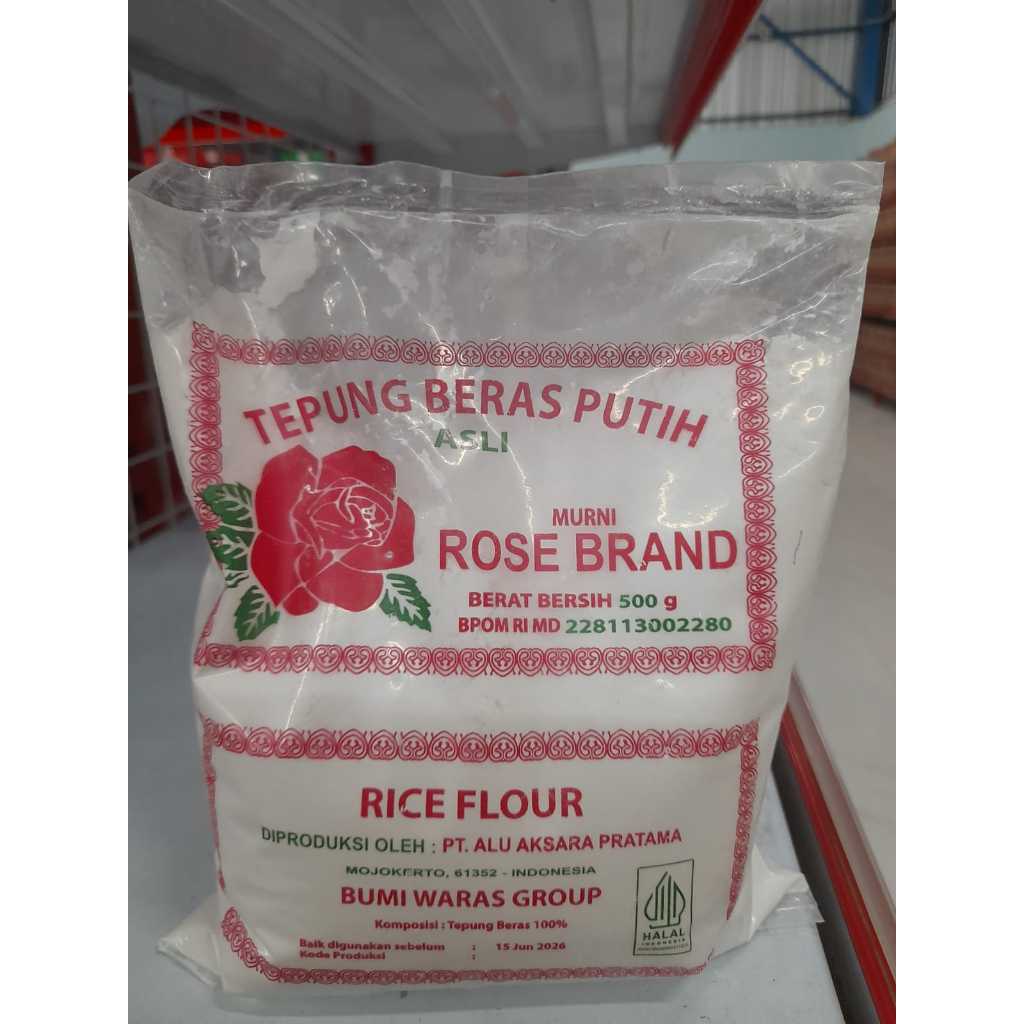 TEPUNG BERAS PUTIH
ASLI
MURNI
ROSE BRAND
BERAT BERSIH 500 g
BPOM RI MD 228113002280
RICE FLOUR
DIPRODUKSI OLEH : PT. ALU AKSARA PRATAMA
MOJOKERTO, 61352 - INDONESIA
BUMI WARAS GROUP
Komposisi : Tepung Beras 100%
Baik digunakan sebelum : 15 Jun 2026
Kode Produksi :
HALAL
INDONESIA